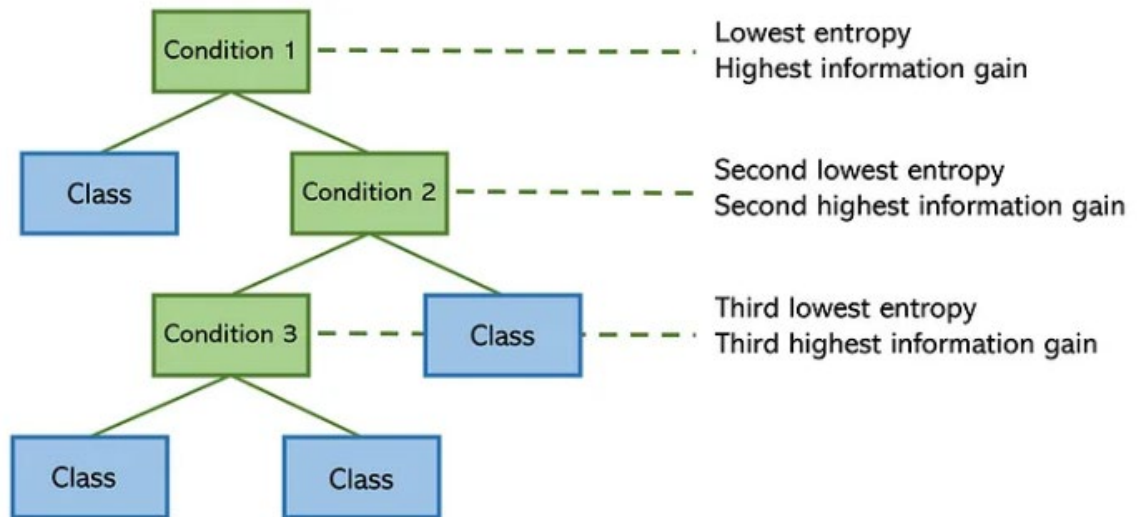 Condition 1
Lowest entropy
Highest information gain
Class
Condition 2
Second lowest entropy
Second highest information gain
Condition 3
Class
Third lowest entropy
Third highest information gain
Class
Class